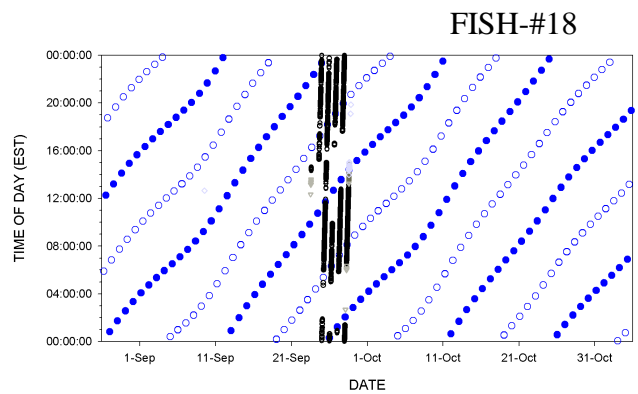 FISH-#18
00:00:00
20:00:00
16:00:00
12:00:00
08:00:00
04:00:00
00:00:00
TIME OF DAY (EST)
1-Sep 11-Sep 21-Sep 1-Oct 11-Oct 21-Oct 31-Oct
DATE